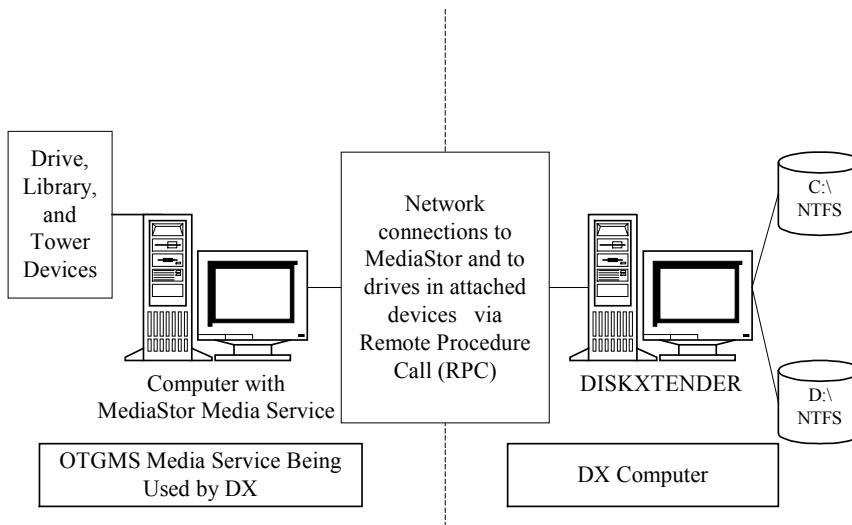 Drive,
Library,
and
Tower
Devices
Computer with
MediaStor Media Service
OTGMS Media Service Being
Used by DX
Network
connections to
MediaStor and to
drives in attached
devices via
Remote Procedure
Call (RPC)
DISKXTENDER
DX Computer
C:\
NTFS
D:\
NTFS